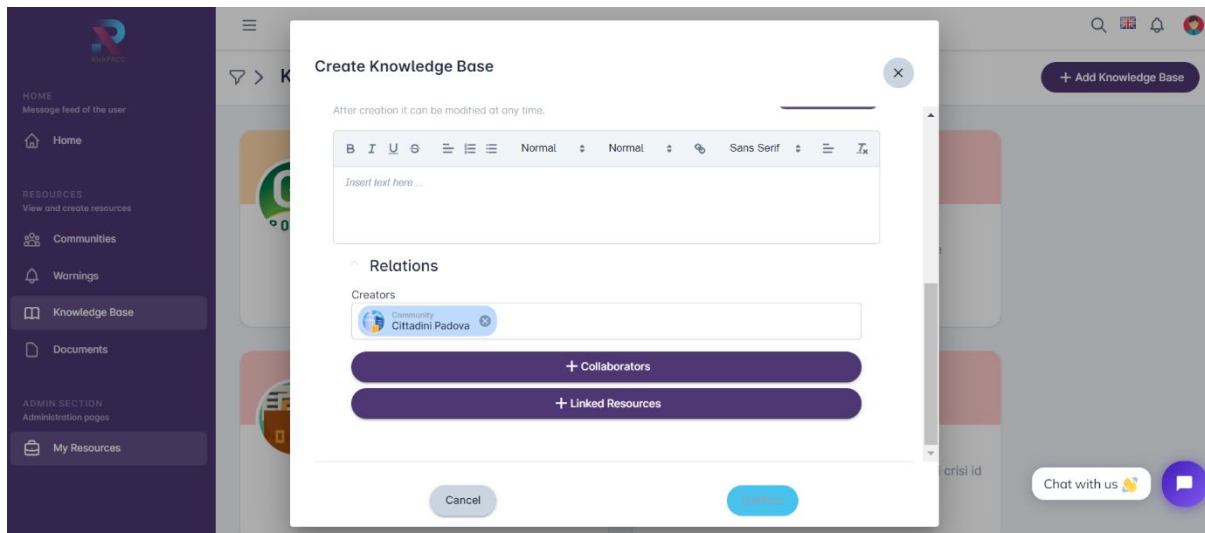 RiskPACC
HOME
Message feed of the user
Home
RESOURCES
View and create resources
Communities
Warnings
Knowledge Base
Documents
ADMIN SECTION
Administration pages
My Resources
K
+ Add Knowledge Base
Create Knowledge Base
After creation it can be modified at any time.
B I U S Normal Normal Sans Serif
Insert text here ...
Relations
Creators
Community
Cittadini Padova
+ Collaborators
+ Linked Resources
Cancel
crisi id
Chat with us 👋